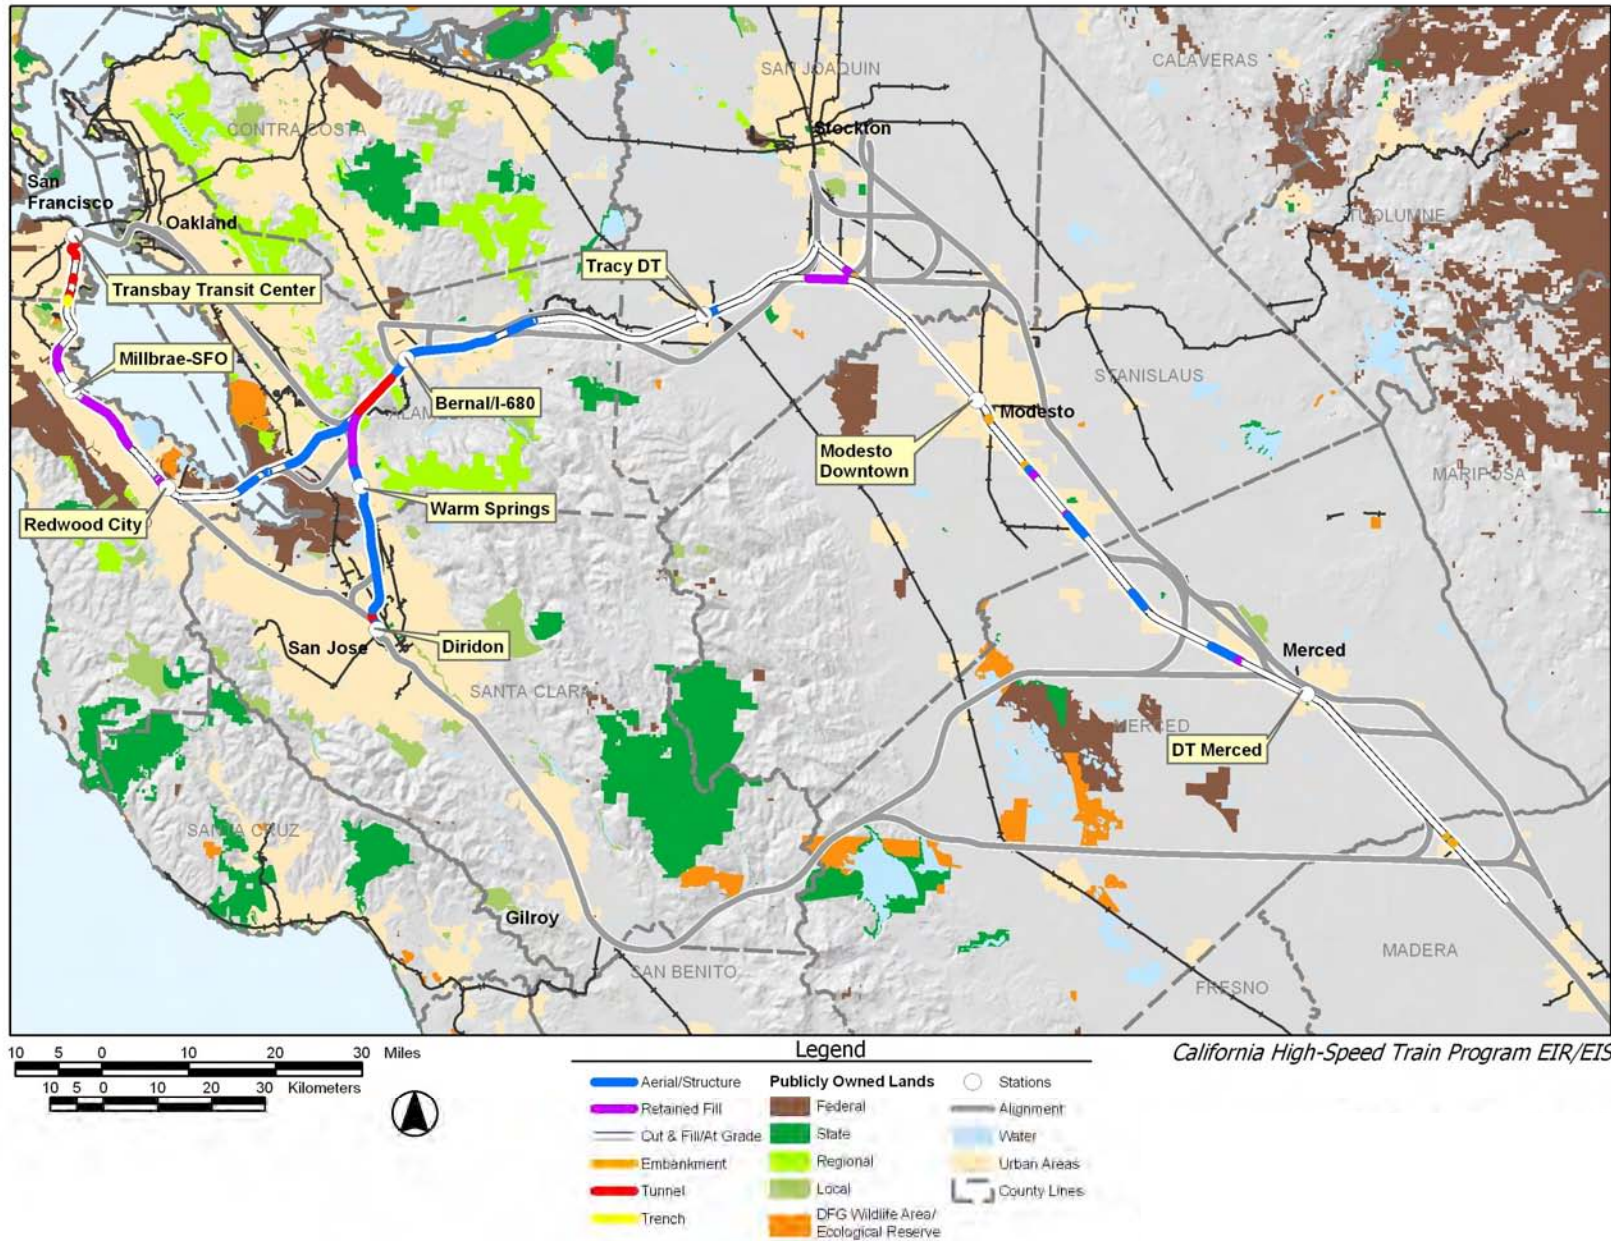 CALAVERAS
SAN JOAQUIN
CONTRA COSTA
Stockton
San
Francisco
Oakland
TUOLUMNE
Tracy DT
Transbay Transit Center
Millbrae-SFO
STANISLAUS
Bernal/I-680
ALAMEDA
Modesto
Modesto
Downtown
MARIPOSA
Redwood City
Warm Springs
San Jose
Diridon
Merced
SANTA CLARA
MERCED
DT Merced
SANTA CRUZ
Gilroy
SAN BENITO
MADERA
FRESNO
10 5 0 10 20 30 Miles
10 5 0 10 20 30 Kilometers
California High-Speed Train Program EIR/EIS
Legend
Aerial/Structure
Retained Fill
Cut & Fill/At Grade
Embankment
Tunnel
Trench
Publicly Owned Lands
Federal
State
Regional
Local
DFG Wildlife Area/
Ecological Reserve
Stations
Alignment
Water
Urban Areas
County Lines